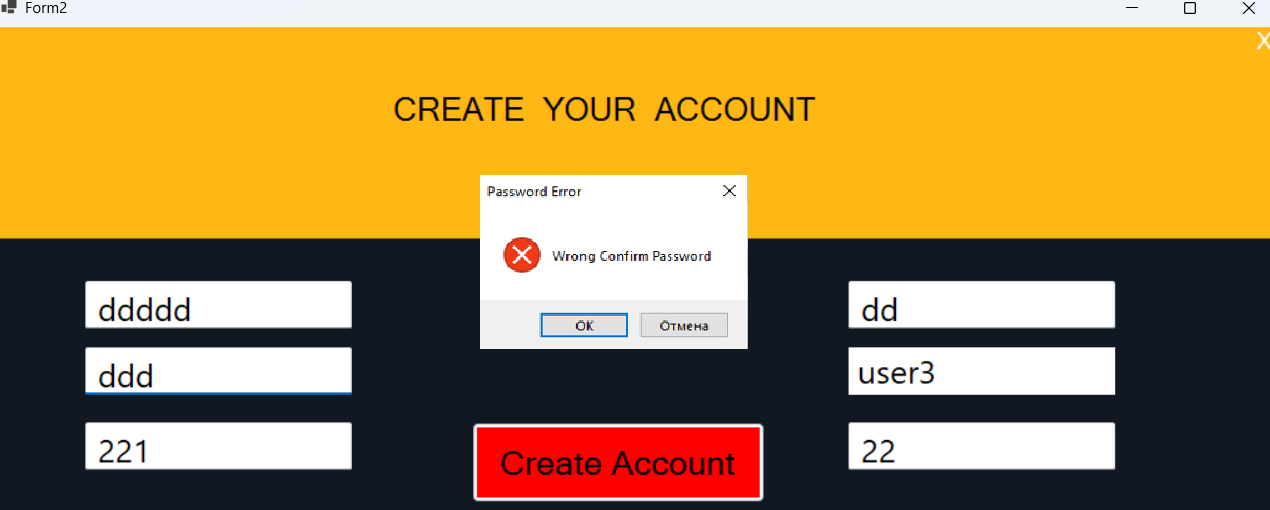 Form2
X
CREATE YOUR ACCOUNT
Password Error
Wrong Confirm Password
OK Отмена
ddddd dd
ddd user3
221 22
Create Account